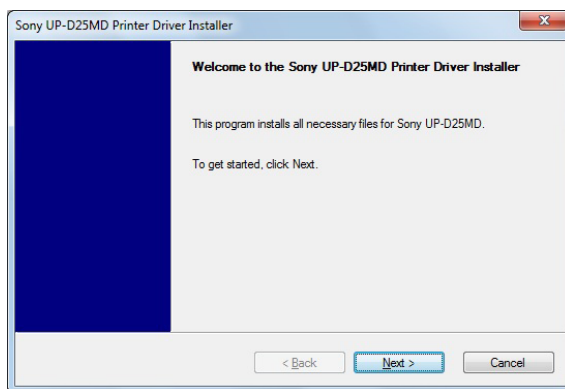 Sony UP-D25MD Printer Driver Installer
Welcome to the Sony UP-D25MD Printer Driver Installer
This program installs all necessary files for Sony UP-D25MD.
To get started, click Next.
< Back
Next >
Cancel